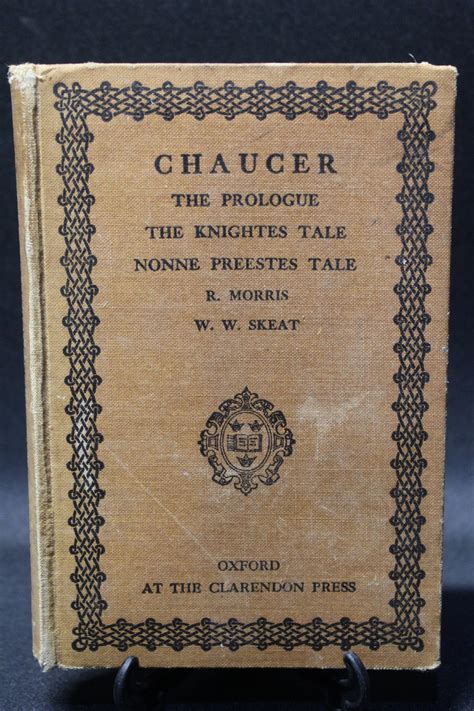 CHAUCER
THE PROLOGUE
THE KNIGHTES TALE
NONNE PREESTES TALE
R. MORRIS
W. W. SKEAT
OXFORD
AT THE CLARENDON PRESS